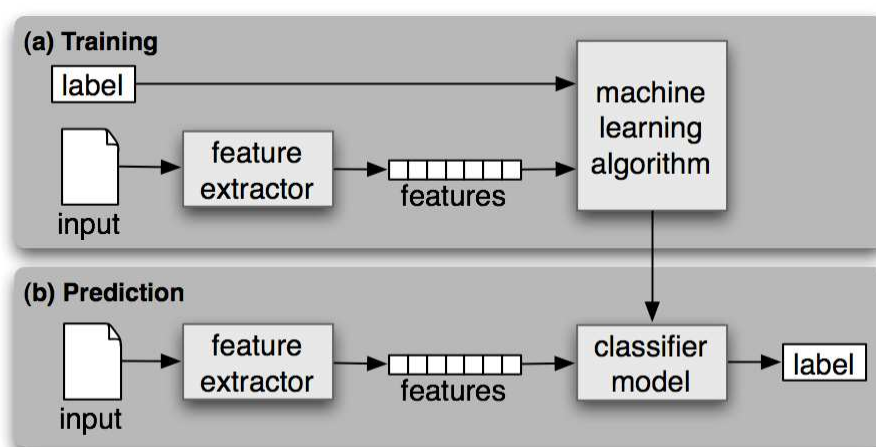 (a) Training
label
machine
learning
algorithm
feature
extractor
features
input
(b) Prediction
feature
extractor
features
input
classifier
model
label